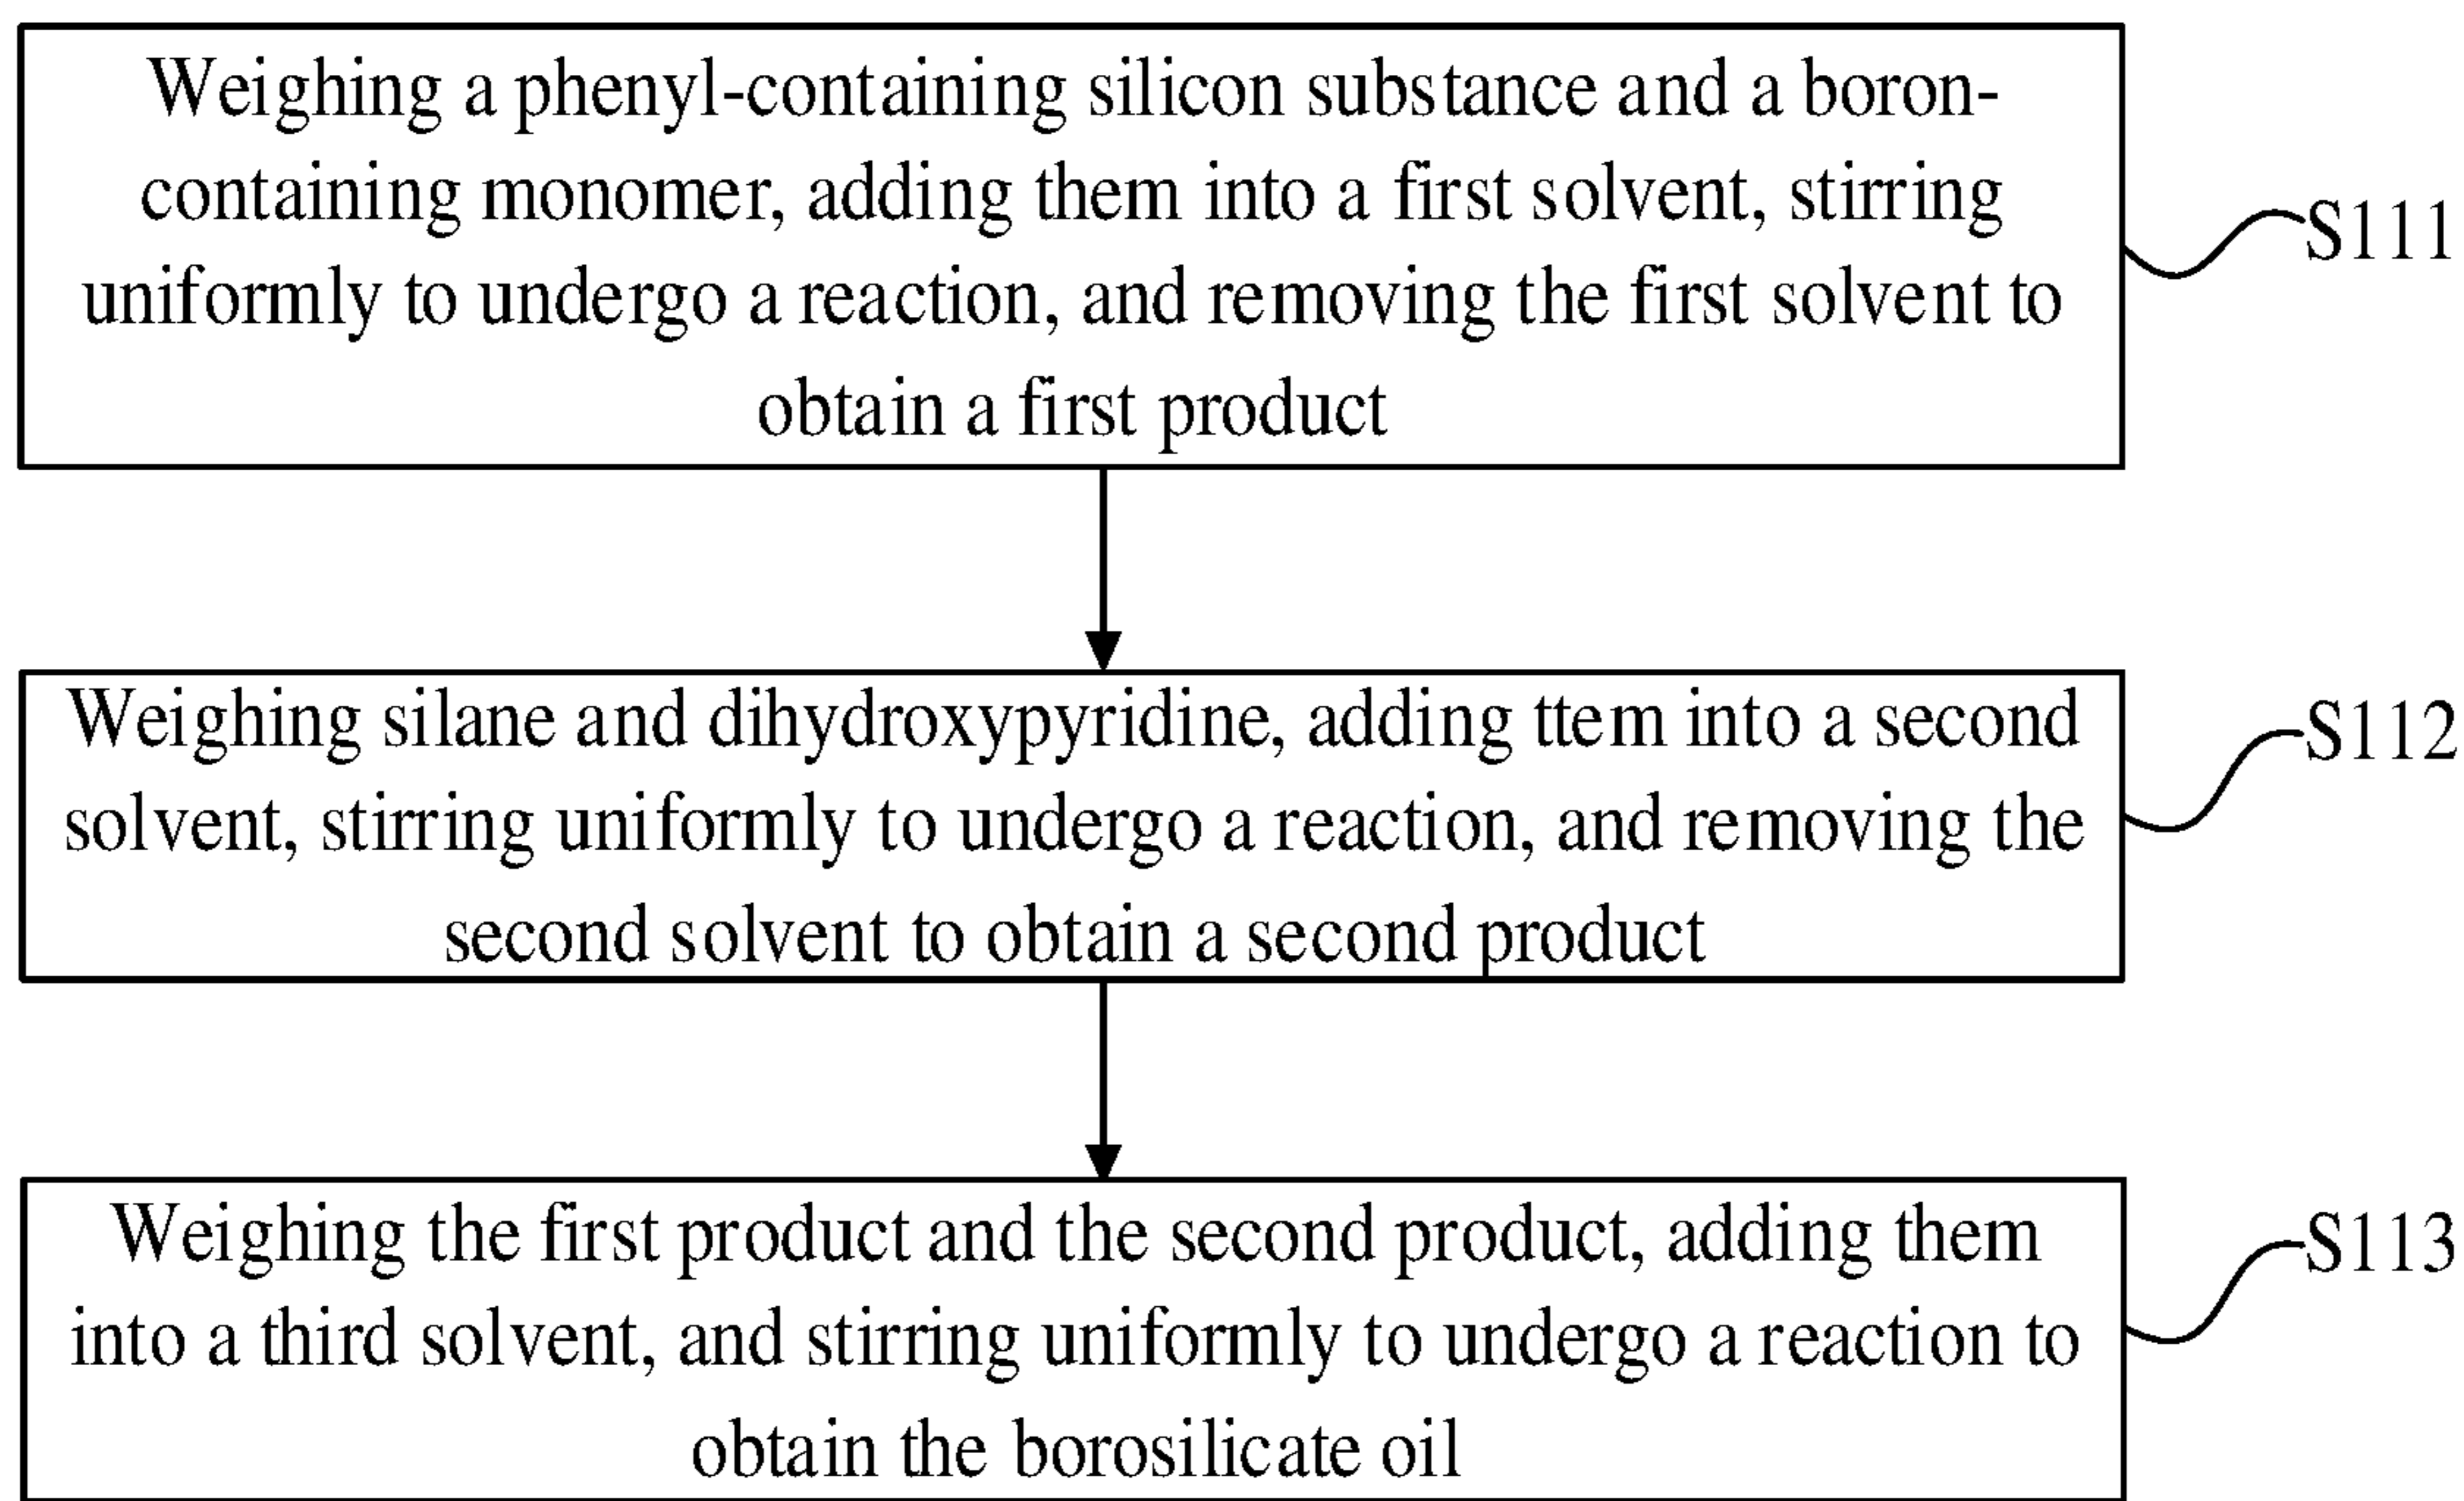 Weighing a phenyl-containing silicon substance and a boron-
containing monomer, adding them into a first solvent, stirring
uniformly to undergo a reaction, and removing the first solvent to
obtain a first product
S111
Weighing silane and dihydroxypyridine, adding ttem into a second
solvent, stirring uniformly to undergo a reaction, and removing the
second solvent to obtain a second product
S112
Weighing the first product and the second product, adding them
into a third solvent, and stirring uniformly to undergo a reaction to
obtain the borosilicate oil
S113